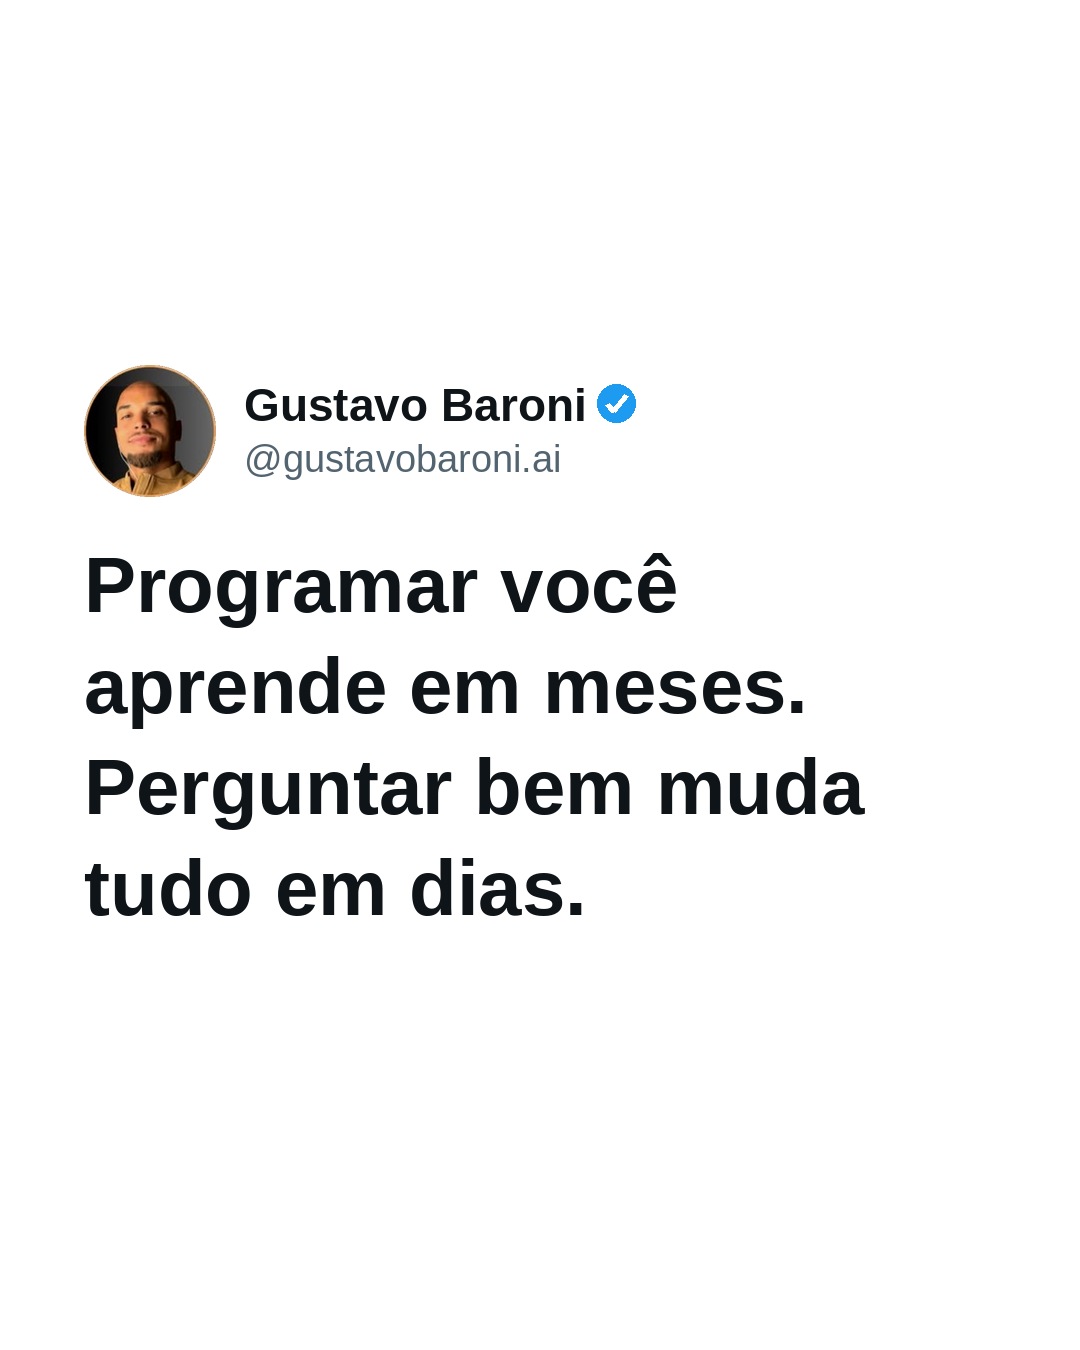 Gustavo Baroni
@gustavobaroni.ai
Programar você
aprende em meses.
Perguntar bem muda
tudo em dias.